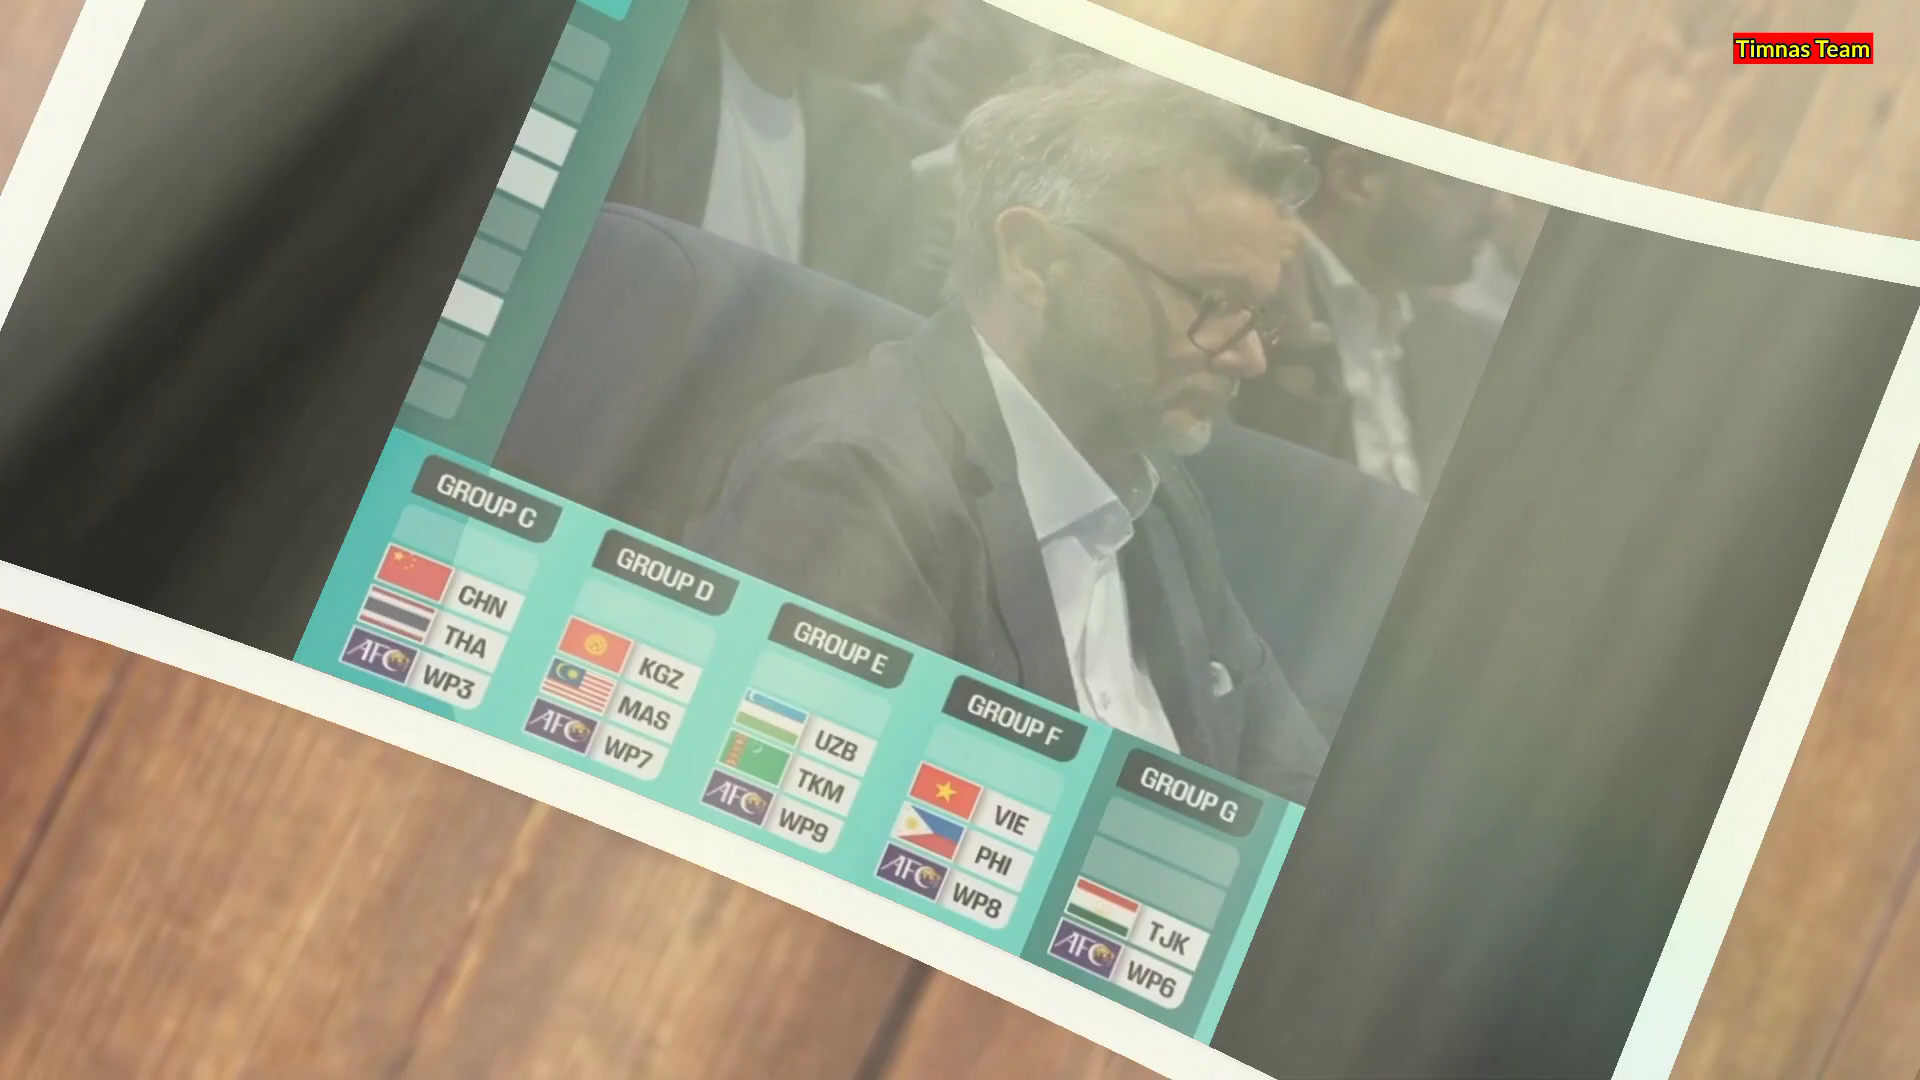 Timnas Team
GROUP C
CHN
THA
AFC WP3
GROUP D
KGZ
MAS
AFC WP7
GROUP E
UZB
TKM
AFC WP9
GROUP F
VIE
PHI
AFC WP8
GROUP G
TJK
AFC WP6